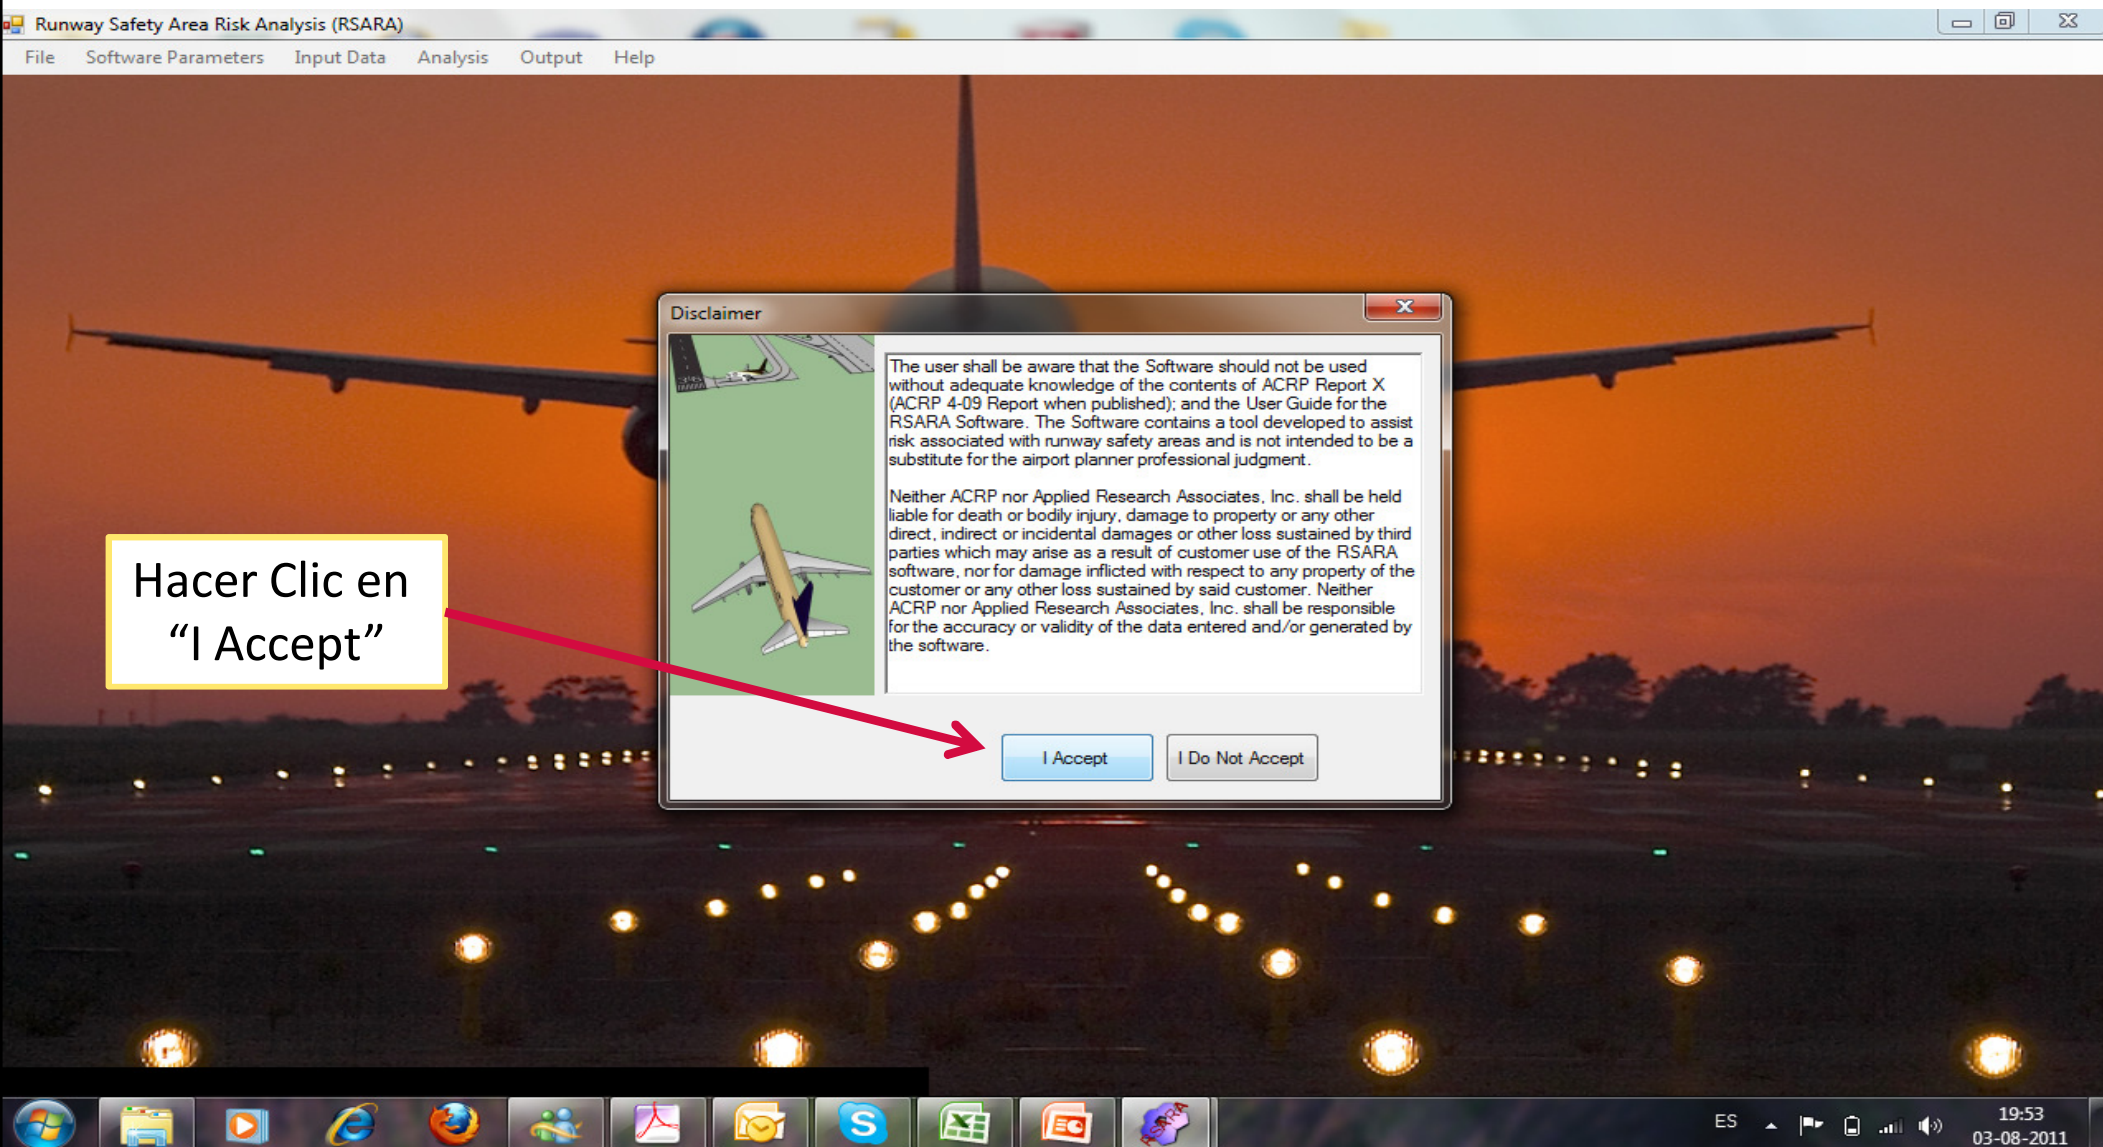 Runway Safety Area Risk Analysis (RSARA)
File Software Parameters Input Data Analysis Output Help
Disclaimer
The user shall be aware that the Software should not be used
without adequate knowledge of the contents of ACRP Report X
(ACRP 4-09 Report when published); and the User Guide for the
RSARA Software. The Software contains a tool developed to assist
risk associated with runway safety areas and is not intended to be a
substitute for the airport planner professional judgment.
Neither ACRP nor Applied Research Associates, Inc. shall be held
liable for death or bodily injury, damage to property or any other
direct, indirect or incidental damages or other loss sustained by third
parties which may arise as a result of customer use of the RSARA
software, nor for damage inflicted with respect to any property of the
customer or any other loss sustained by said customer. Neither
ACRP nor Applied Research Associates, Inc. shall be responsible
for the accuracy or validity of the data entered and/or generated by
the software.
Hacer Clic en
“I Accept”
I Accept
I Do Not Accept
RSARA
ES
19:53
03-08-2011